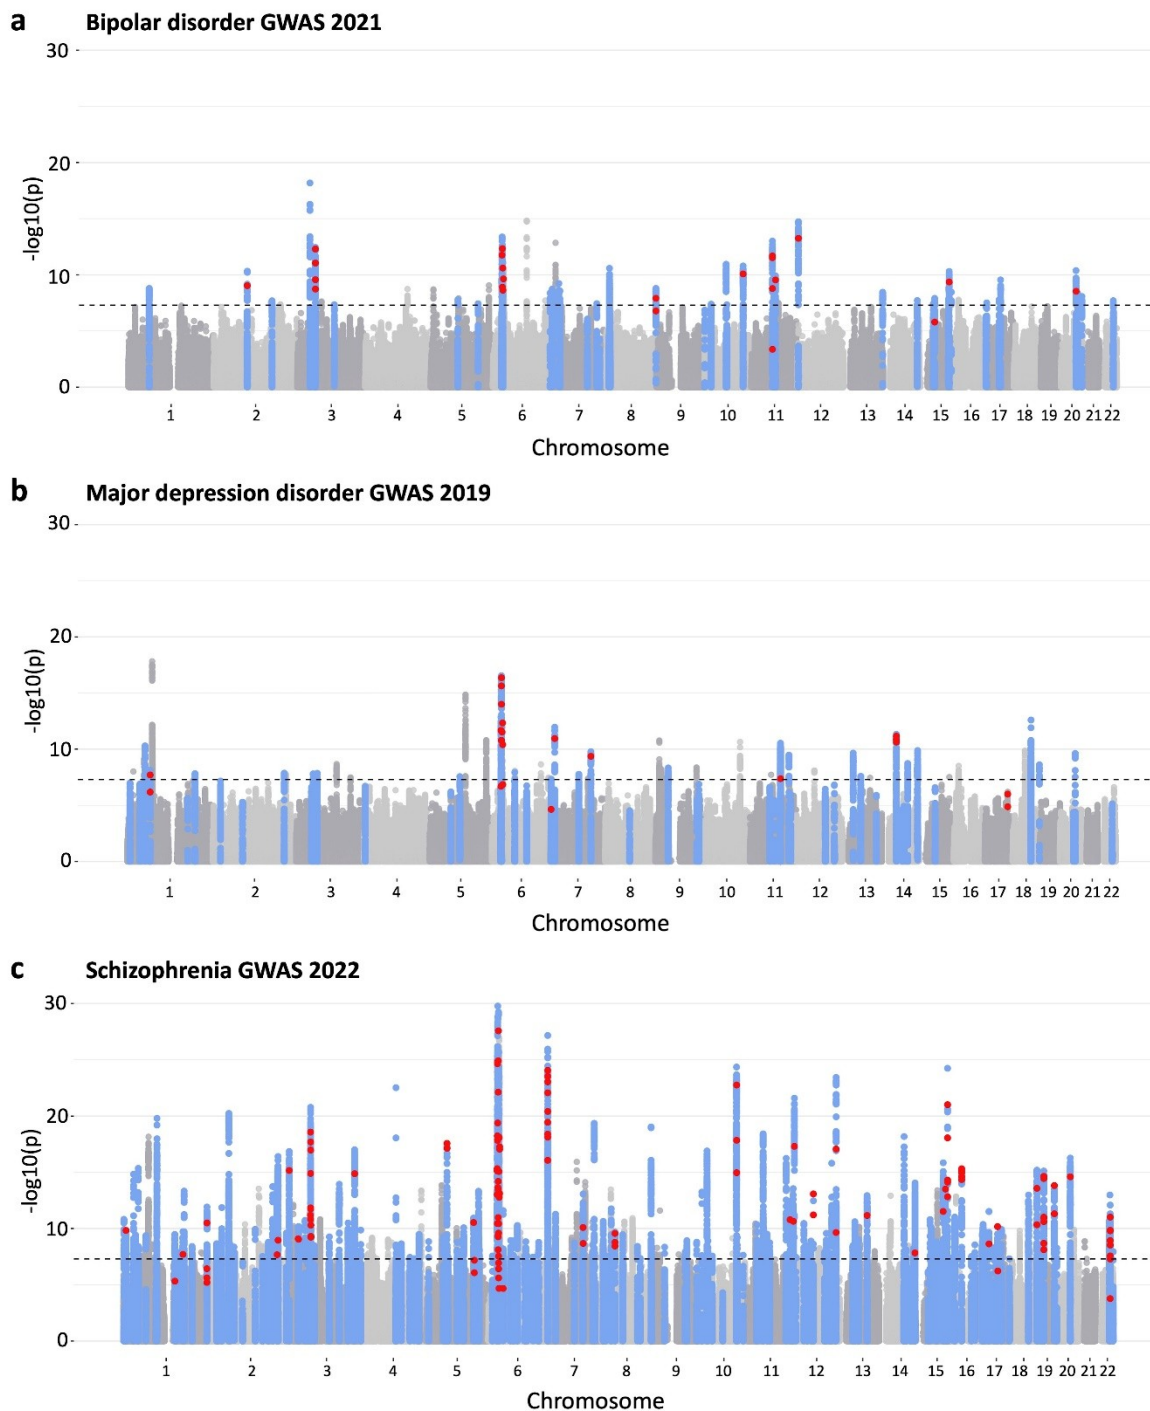 a Bipolar disorder GWAS 2021
30
20
10
0
-log10(p)
1 2 3 4 5 6 7 8 9 10 11 12 13 14 15 16 17 18 19 20 21 22
Chromosome
b Major depression disorder GWAS 2019
30
20
10
0
-log10(p)
1 2 3 4 5 6 7 8 9 10 11 12 13 14 15 16 17 18 19 20 21 22
Chromosome
c Schizophrenia GWAS 2022
30
20
10
0
-log10(p)
1 2 3 4 5 6 7 8 9 10 11 12 13 14 15 16 17 18 19 20 21 22
Chromosome